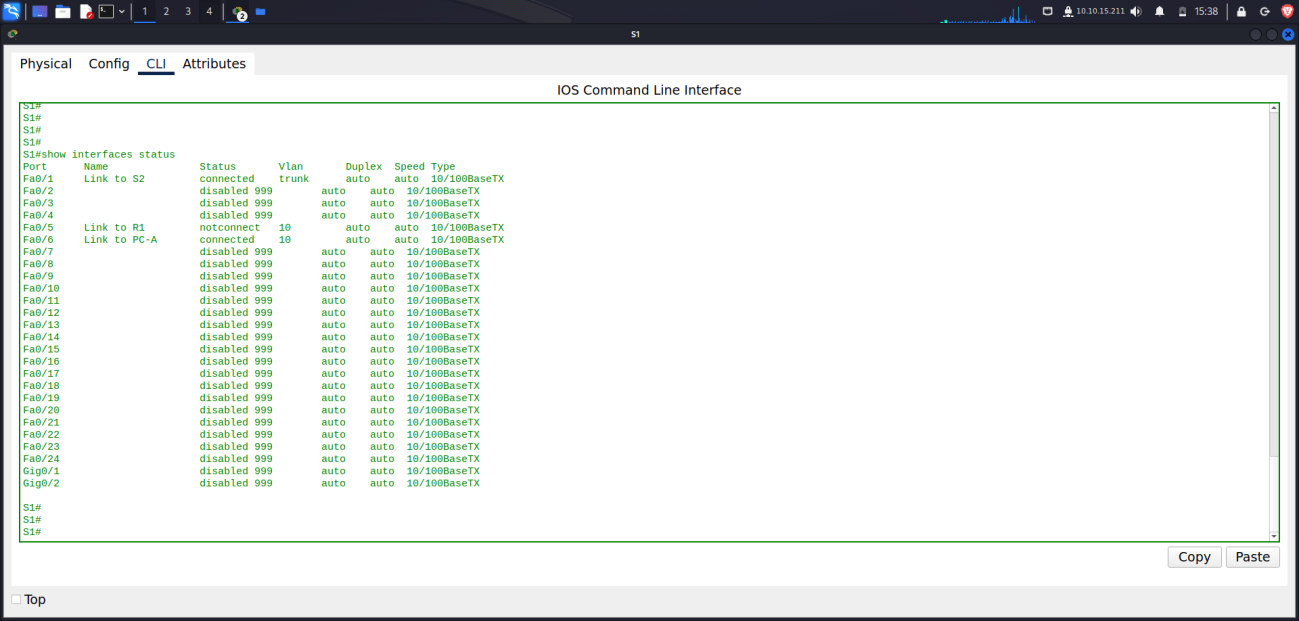 1 2 3 4 2 10.10.15.211 15:38
S1
Physical Config CLI Attributes
IOS Command Line Interface
S1#
S1#
S1#
S1#
S1#show interfaces status
Port Name Status Vlan Duplex Speed Type
Fa0/1 Link to S2 connected trunk auto auto 10/100BaseTX
Fa0/2 disabled 999 auto auto 10/100BaseTX
Fa0/3 disabled 999 auto auto 10/100BaseTX
Fa0/4 disabled 999 auto auto 10/100BaseTX
Fa0/5 Link to R1 notconnect 10 auto auto 10/100BaseTX
Fa0/6 Link to PC-A connected 10 auto auto 10/100BaseTX
Fa0/7 disabled 999 auto auto 10/100BaseTX
Fa0/8 disabled 999 auto auto 10/100BaseTX
Fa0/9 disabled 999 auto auto 10/100BaseTX
Fa0/10 disabled 999 auto auto 10/100BaseTX
Fa0/11 disabled 999 auto auto 10/100BaseTX
Fa0/12 disabled 999 auto auto 10/100BaseTX
Fa0/13 disabled 999 auto auto 10/100BaseTX
Fa0/14 disabled 999 auto auto 10/100BaseTX
Fa0/15 disabled 999 auto auto 10/100BaseTX
Fa0/16 disabled 999 auto auto 10/100BaseTX
Fa0/17 disabled 999 auto auto 10/100BaseTX
Fa0/18 disabled 999 auto auto 10/100BaseTX
Fa0/19 disabled 999 auto auto 10/100BaseTX
Fa0/20 disabled 999 auto auto 10/100BaseTX
Fa0/21 disabled 999 auto auto 10/100BaseTX
Fa0/22 disabled 999 auto auto 10/100BaseTX
Fa0/23 disabled 999 auto auto 10/100BaseTX
Fa0/24 disabled 999 auto auto 10/100BaseTX
Gig0/1 disabled 999 auto auto 10/100BaseTX
Gig0/2 disabled 999 auto auto 10/100BaseTX
S1#
S1#
S1#
Copy Paste
Top